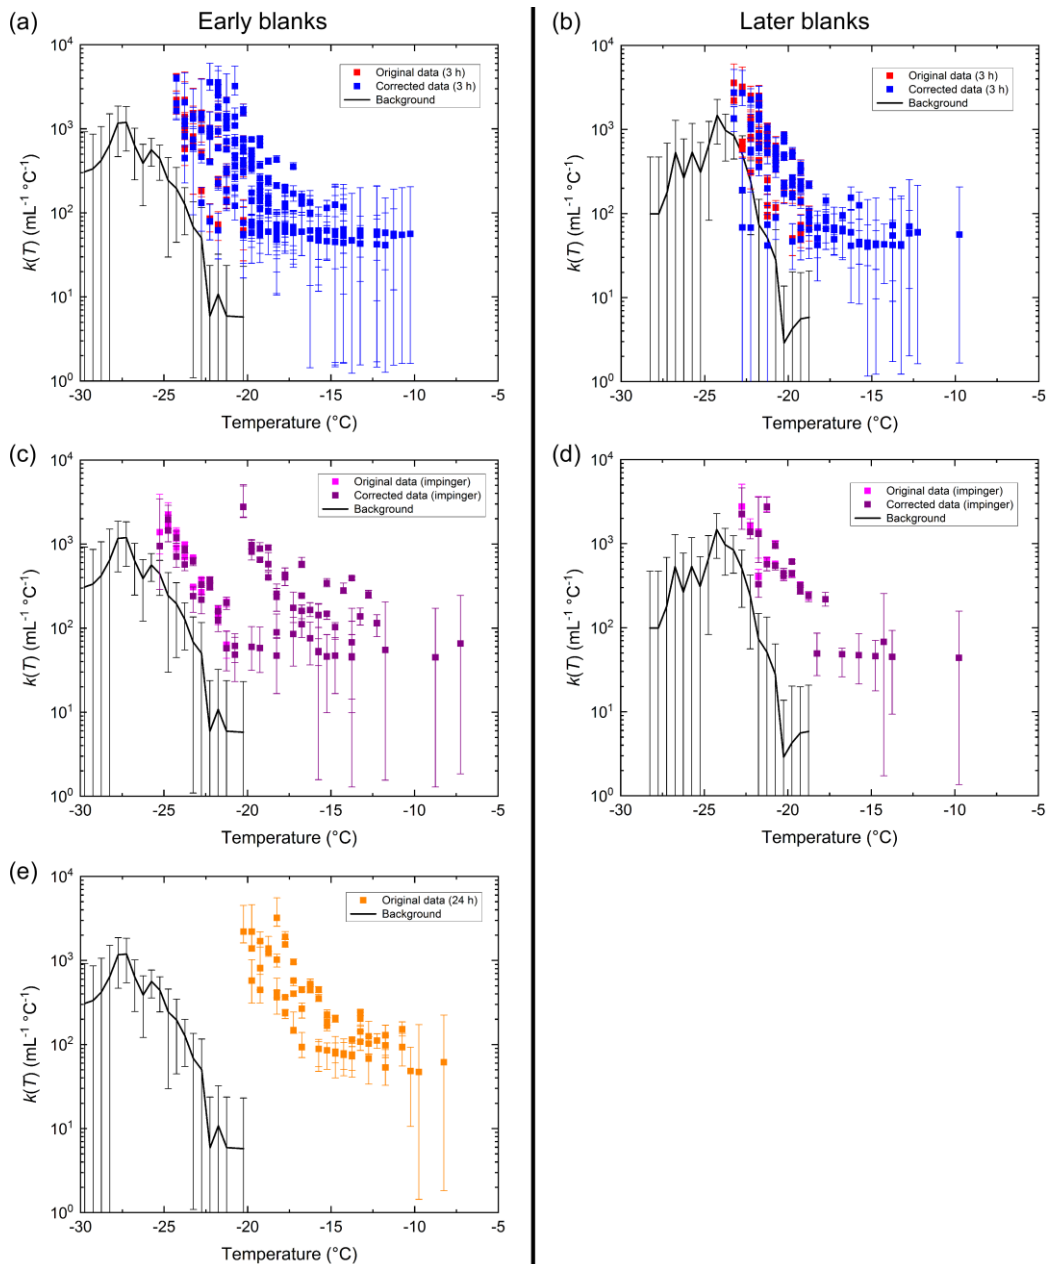 Early blanks
Later blanks
(a)
10⁴
10³
10²
10¹
10⁰
k(T) (mL⁻¹ °C⁻¹)
Original data (3 h)
Corrected data (3 h)
Background
-30 -25 -20 -15 -10 -5
Temperature (°C)
(b)
10⁴
10³
10²
10¹
10⁰
k(T) (mL⁻¹ °C⁻¹)
Original data (3 h)
Corrected data (3 h)
Background
-30 -25 -20 -15 -10 -5
Temperature (°C)
(c)
10⁴
10³
10²
10¹
10⁰
k(T) (mL⁻¹ °C⁻¹)
Original data (impinger)
Corrected data (impinger)
Background
-30 -25 -20 -15 -10 -5
Temperature (°C)
(d)
10⁴
10³
10²
10¹
10⁰
k(T) (mL⁻¹ °C⁻¹)
Original data (impinger)
Corrected data (impinger)
Background
-30 -25 -20 -15 -10 -5
Temperature (°C)
(e)
10⁴
10³
10²
10¹
10⁰
k(T) (mL⁻¹ °C⁻¹)
Original data (24 h)
Background
-30 -25 -20 -15 -10 -5
Temperature (°C)